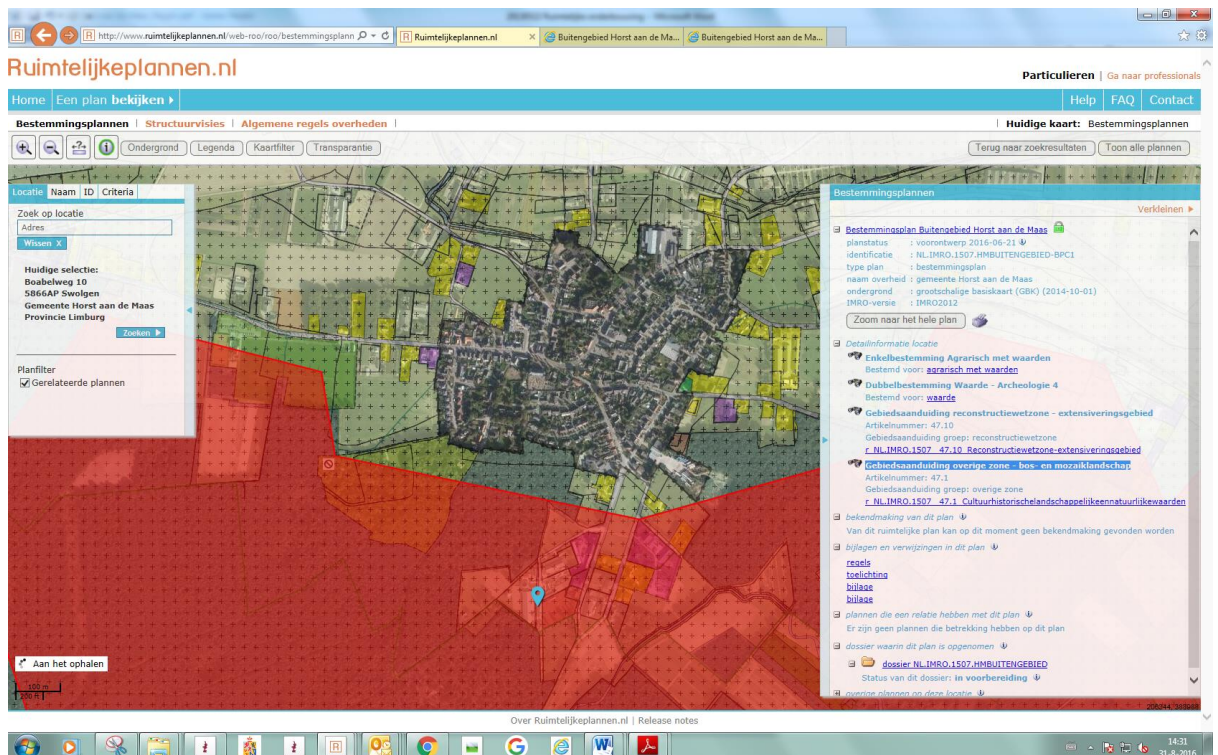 http://www.ruimtelijkeplannen.nl/web-roo/roo/bestemmingsplann
Ruimtelijkeplannen.nl
Buitengebied Horst aan de Ma...
Buitengebied Horst aan de Ma...
Ruimtelijkeplannen.nl
Particulieren | Ga naar professionals
Home Een plan bekijken
Help FAQ Contact
Bestemmingsplannen | Structuurvisies | Algemene regels overheden |
| Huidige kaart: Bestemmingsplannen
Ondergrond Legenda Kaartfilter Transparantie
Terug naar zoekresultaten Toon alle plannen
Locatie Naam ID Criteria
Zoek op locatie
Adres
Wissen X
Huidige selectie:
Boabelweg 10
5866AP Swolgen
Gemeente Horst aan de Maas
Provincie Limburg
Zoeken
Planfilter
Gerelateerde plannen
Aan het ophalen
100 m
200 ft
Bestemmingsplannen
Verkleinen
Bestemmingsplan Buitengebied Horst aan de Maas
planstatus : voorontwerp 2016-06-21
identificatie : NL.IMRO.1507.HMBUITENGEBIED-BPC1
type plan : bestemmingsplan
naam overheid : gemeente Horst aan de Maas
ondergrond : grootschalige basiskaart (GBK) (2014-10-01)
IMRO-versie : IMRO2012
Zoom naar het hele plan
Detailinformatie locatie
Enkelbestemming Agrarisch met waarden
Bestemd voor: agrarisch met waarden
Dubbelbestemming Waarde - Archeologie 4
Bestemd voor: waarde
Gebiedsaanduiding reconstructiewetzone - extensiveringsgebied
Artikelnummer: 47.10
Gebiedsaanduiding groep: reconstructiewetzone
r_NL.IMRO.1507_47.10_Reconstructiewetzone-extensiveringsgebied
Gebiedsaanduiding overige zone - bos- en mozaiklandschap
Artikelnummer: 47.1
Gebiedsaanduiding groep: overige zone
r_NL.IMRO.1507_47.1_Cultuurhistorischelandschappelijkeennatuurlijkewaarden
bekendmaking van dit plan
Van dit ruimtelijke plan kan op dit moment geen bekendmaking gevonden worden
bijlagen en verwijzingen in dit plan
regels
toelichting
bijlage
bijlage
plannen die een relatie hebben met dit plan
Er zijn geen plannen die betrekking hebben op dit plan
dossier waarin dit plan is opgenomen
dossier NL.IMRO.1507.HMBUITENGEBIED
Status van dit dossier: in voorbereiding
overige plannen op deze locatie
Over Ruimtelijkeplannen.nl | Release notes
14:31
31-8-2016